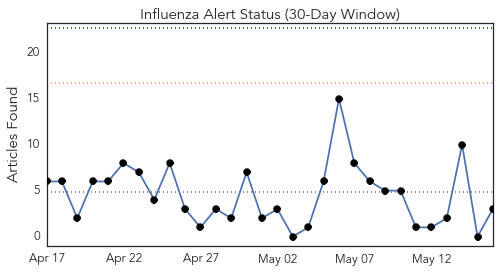 Influenza Alert Status (30-Day Window)
Articles Found
20
15
10
5
0
Apr 17 Apr 22 Apr 27 May 02 May 07 May 12